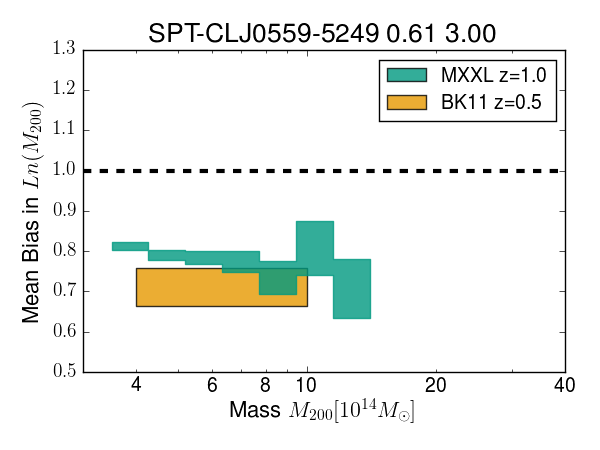 SPT-CLJ0559-5249 0.61 3.00
1.3
1.2
1.1
1.0
0.9
0.8
0.7
0.6
0.5
Mean Bias in Ln(M₂₀₀)
MXXL z=1.0
BK11 z=0.5
4 6 8 10 20 40
Mass M₂₀₀[10¹⁴M☉]